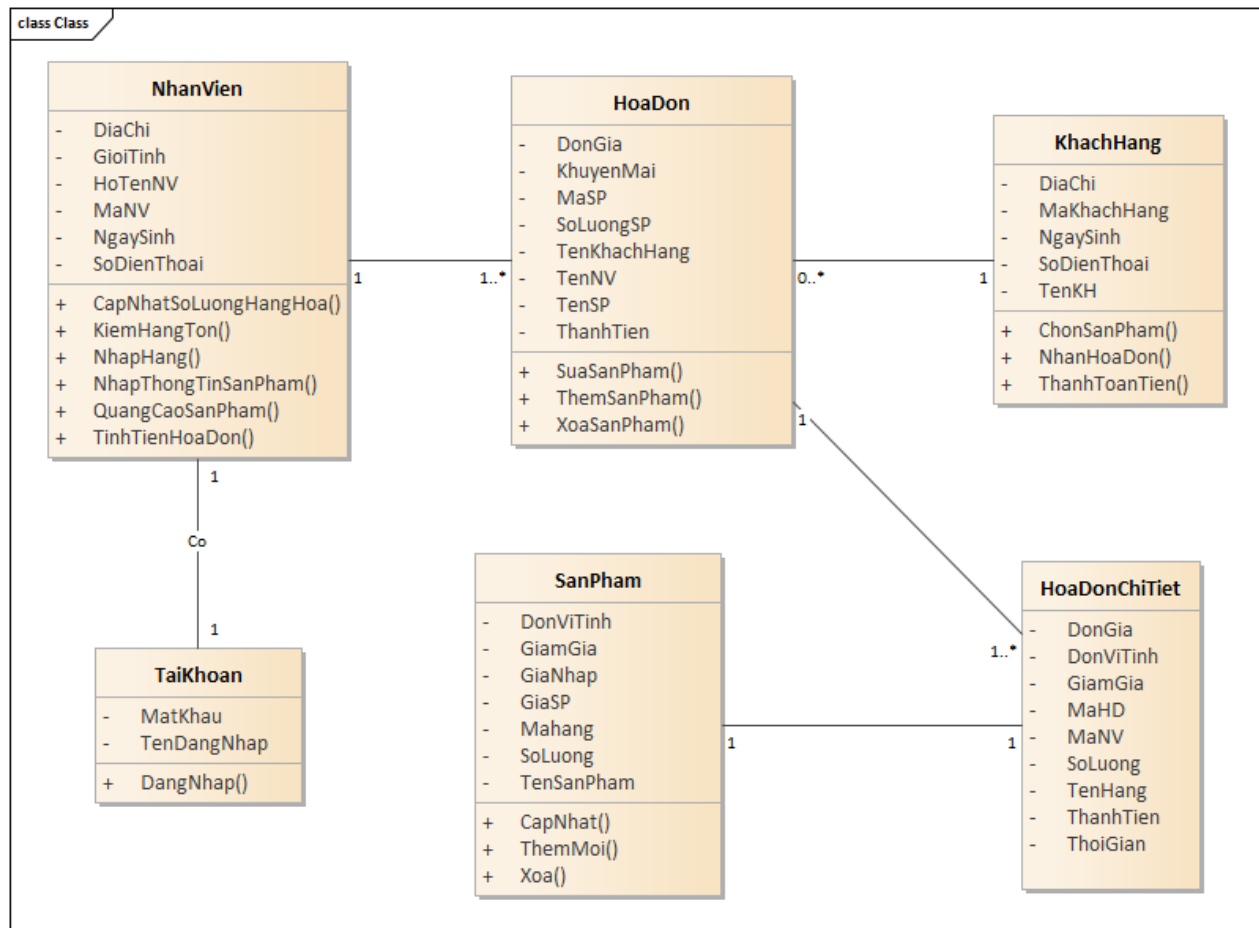 class Class
NhanVien
- DiaChi
- GioiTinh
- HoTenNV
- MaNV
- NgaySinh
- SoDienThoai
+ CapNhatSoLuongHangHoa()
+ KiemHangTon()
+ NhapHang()
+ NhapThongTinSanPham()
+ QuangCaoSanPham()
+ TinhTienHoaDon()
HoaDon
- DonGia
- KhuyenMai
- MaSP
- SoLuongSP
- TenKhachHang
- TenNV
- TenSP
- ThanhTien
+ SuaSanPham()
+ ThemSanPham()
+ XoaSanPham()
KhachHang
- DiaChi
- MaKhachHang
- NgaySinh
- SoDienThoai
- TenKH
+ ChonSanPham()
+ NhanHoaDon()
+ ThanhToanTien()
1
1..*
0..*
1
1
Co
1
1
1..*
TaiKhoan
- MatKhau
- TenDangNhap
+ DangNhap()
SanPham
- DonViTinh
- GiamGia
- GiaNhap
- GiaSP
- Mahang
- SoLuong
- TenSanPham
+ CapNhat()
+ ThemMoi()
+ Xoa()
1
1
HoaDonChiTiet
- DonGia
- DonViTinh
- GiamGia
- MaHD
- MaNV
- SoLuong
- TenHang
- ThanhTien
- ThoiGian